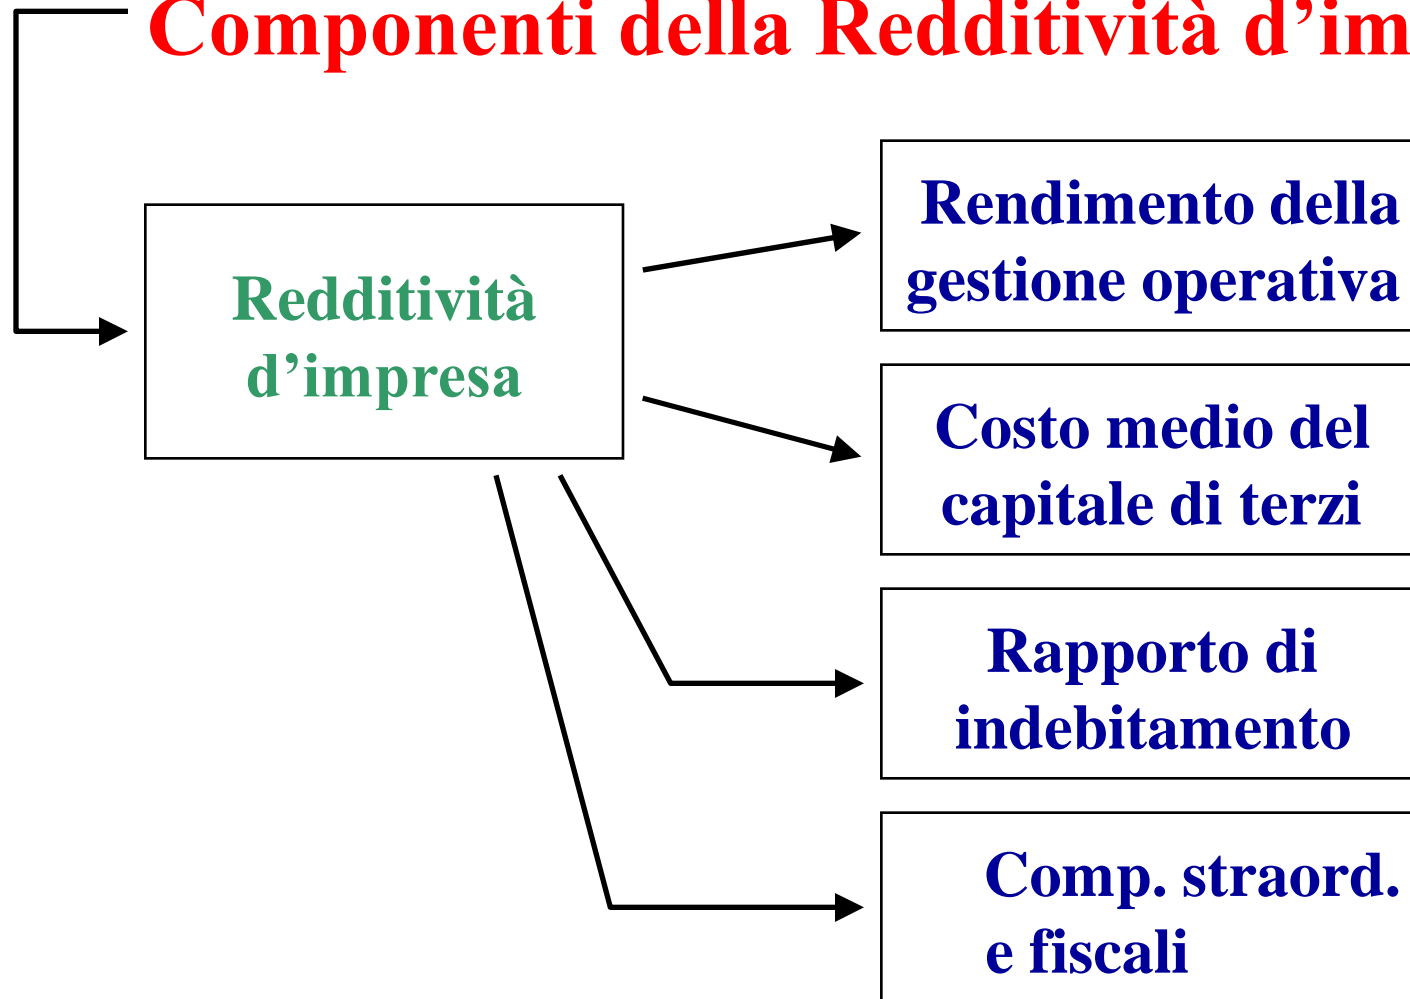 Componenti della Redditività d’im
Rendimento della
gestione operativa
Redditività
d’impresa
Costo medio del
capitale di terzi
Rapporto di
indebitamento
Comp. straord.
e fiscali